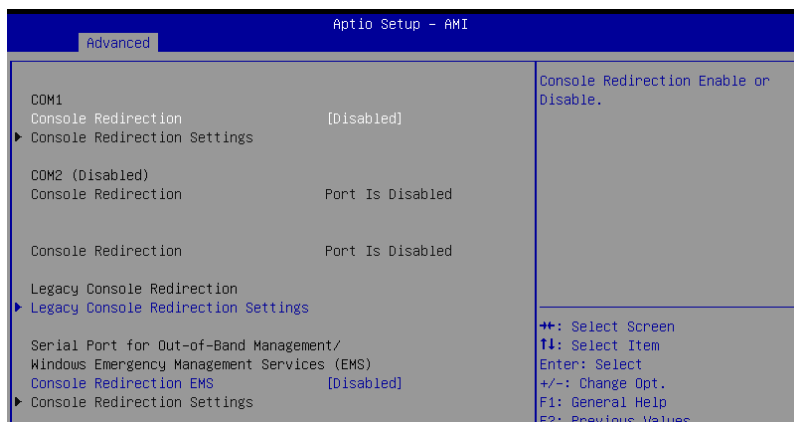 Aptio Setup – AMI
Advanced
COM1
Console Redirection [Disabled]
Console Redirection Settings
COM2 (Disabled)
Console Redirection Port Is Disabled
Console Redirection Port Is Disabled
Legacy Console Redirection
Legacy Console Redirection Settings
Serial Port for Out-of-Band Management/
Windows Emergency Management Services (EMS)
Console Redirection EMS [Disabled]
Console Redirection Settings
Console Redirection Enable or
Disable.
→←: Select Screen
↑↓: Select Item
Enter: Select
+/-: Change Opt.
F1: General Help
F2: Previous Values